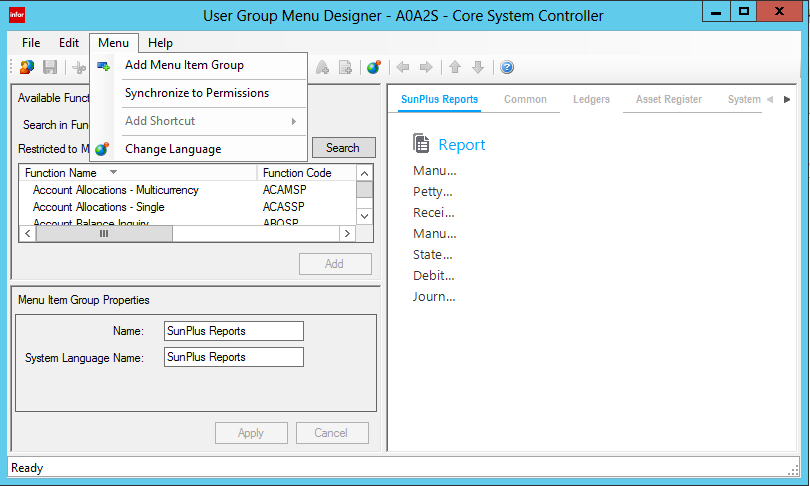 infor
User Group Menu Designer - A0A2S - Core System Controller
File Edit Menu Help
Add Menu Item Group
Synchronize to Permissions
Add Shortcut
Change Language
Available Funct
Search in Func
Restricted to M
Search
Function Name Function Code
Account Allocations - Multicurrency ACAMSP
Account Allocations - Single ACASSP
Account Balance Inquiry ABQSP
Add
Menu Item Group Properties
Name: SunPlus Reports
System Language Name: SunPlus Reports
Apply Cancel
SunPlus Reports Common Ledgers Asset Register System
Report
Manu...
Petty...
Recei...
Manu...
State...
Debit...
Journ...
Ready